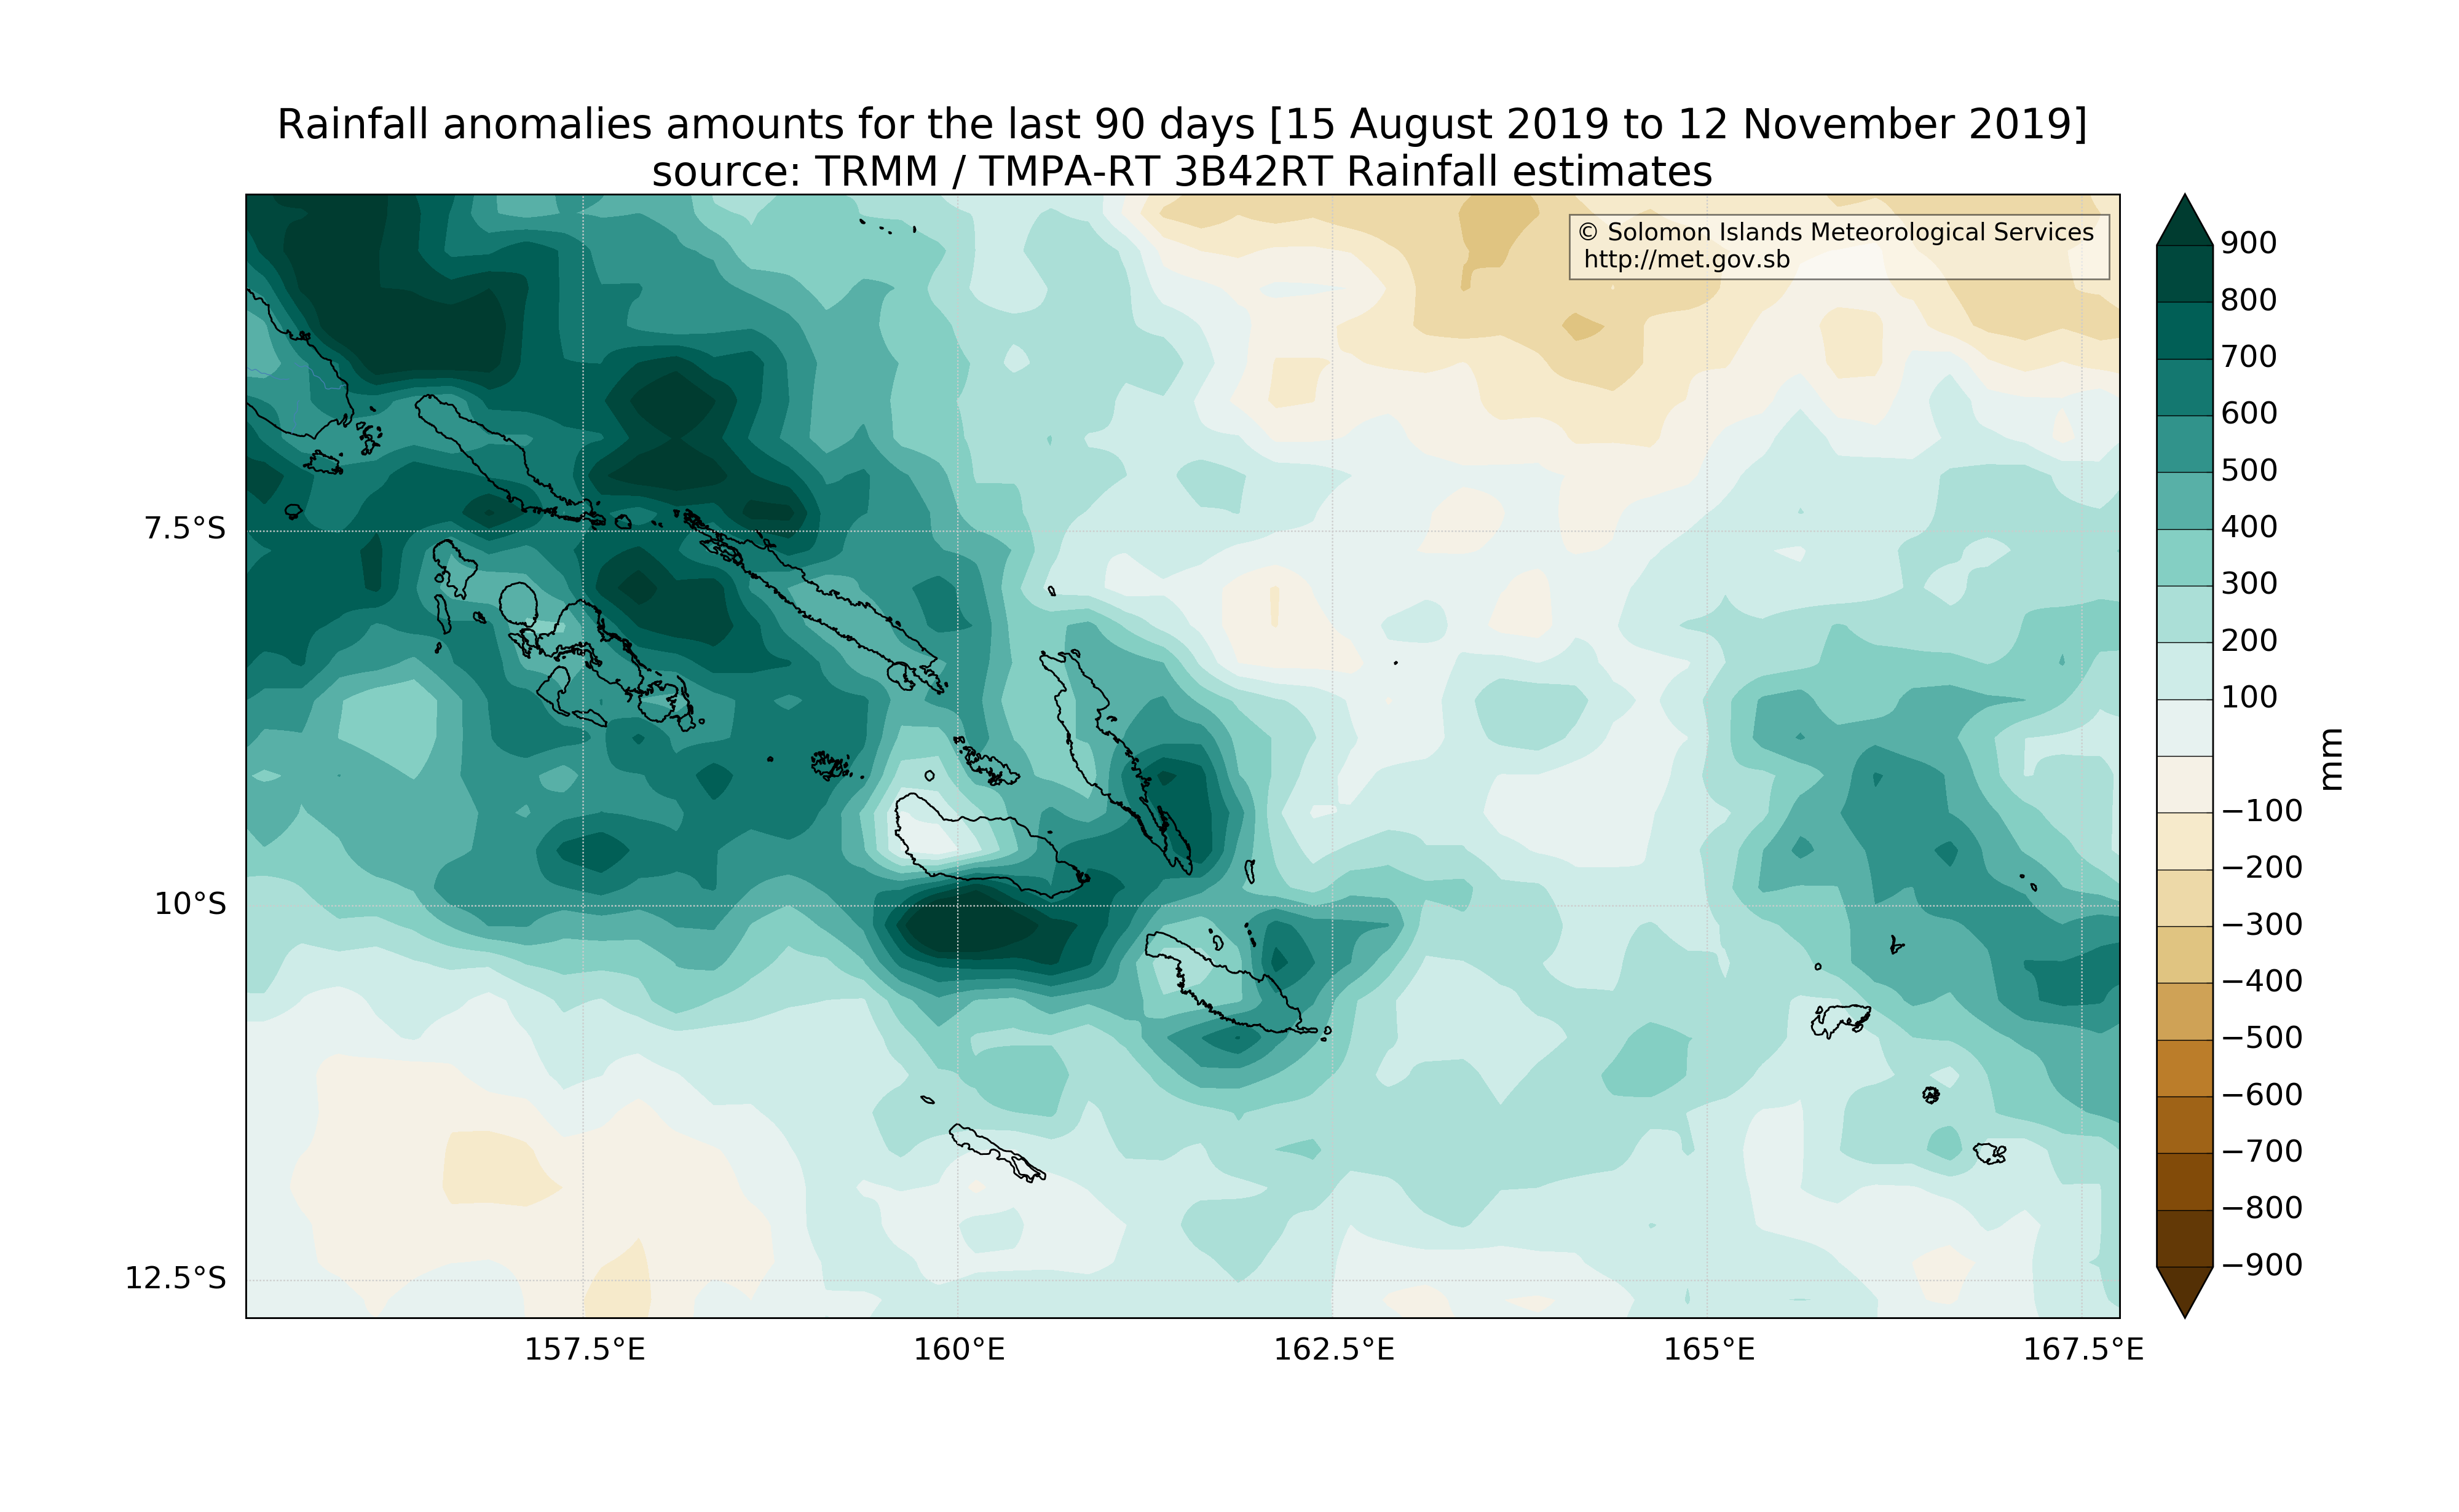 Rainfall anomalies amounts for the last 90 days [15 August 2019 to 12 November 2019]
source: TRMM / TMPA-RT 3B42RT Rainfall estimates
© Solomon Islands Meteorological Services
http://met.gov.sb
7.5°S
10°S
12.5°S
157.5°E
160°E
162.5°E
165°E
167.5°E
900
800
700
600
500
400
300
200
100
−100
−200
−300
−400
−500
−600
−700
−800
−900
mm